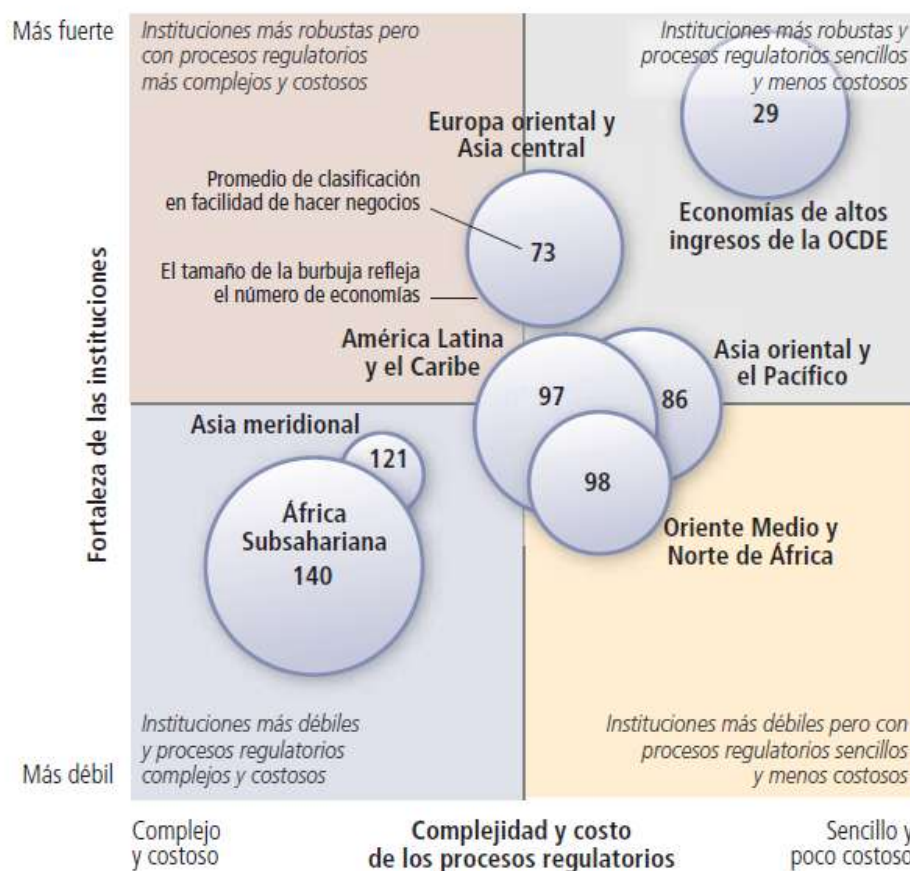 Más fuerte
Instituciones más robustas pero
con procesos regulatorios
más complejos y costosos
Instituciones más robustas y
procesos regulatorios sencillos
y menos costosos
29
Europa oriental y
Asia central
Promedio de clasificación
en facilidad de hacer negocios
Economías de altos
ingresos de la OCDE
73
El tamaño de la burbuja refleja
el número de economías
Fortaleza de las instituciones
América Latina
y el Caribe
Asia oriental y
el Pacífico
97
86
Asia meridional
121
98
África
Subsahariana
140
Oriente Medio y
Norte de África
Instituciones más débiles
y procesos regulatorios
complejos y costosos
Instituciones más débiles pero con
procesos regulatorios sencillos
y menos costosos
Más débil
Complejo
y costoso
Complejidad y costo
de los procesos regulatorios
Sencillo y
poco costoso